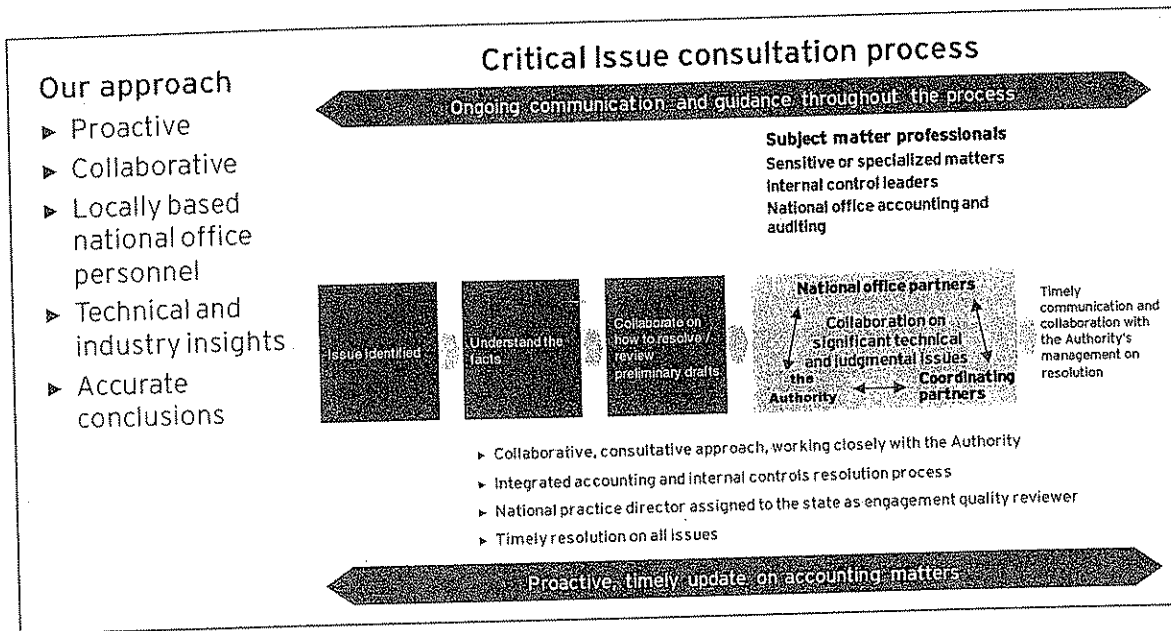 Critical Issue consultation process
Our approach
▸ Proactive
▸ Collaborative
▸ Locally based
national office
personnel
▸ Technical and
industry insights
▸ Accurate
conclusions
Ongoing communication and guidance throughout the process
Subject matter professionals
Sensitive or specialized matters
Internal control leaders
National office accounting and
auditing
Issue identified
Understand the
facts
Collaborate on
how to resolve /
review
preliminary drafts
National office partners
Collaboration on
significant technical
and judgmental issues
the
Authority
Coordinating
partners
Timely
communication and
collaboration with
the Authority's
management on
resolution
▸ Collaborative, consultative approach, working closely with the Authority
▸ Integrated accounting and internal controls resolution process
▸ National practice director assigned to the state as engagement quality reviewer
▸ Timely resolution on all issues
Proactive, timely update on accounting matters